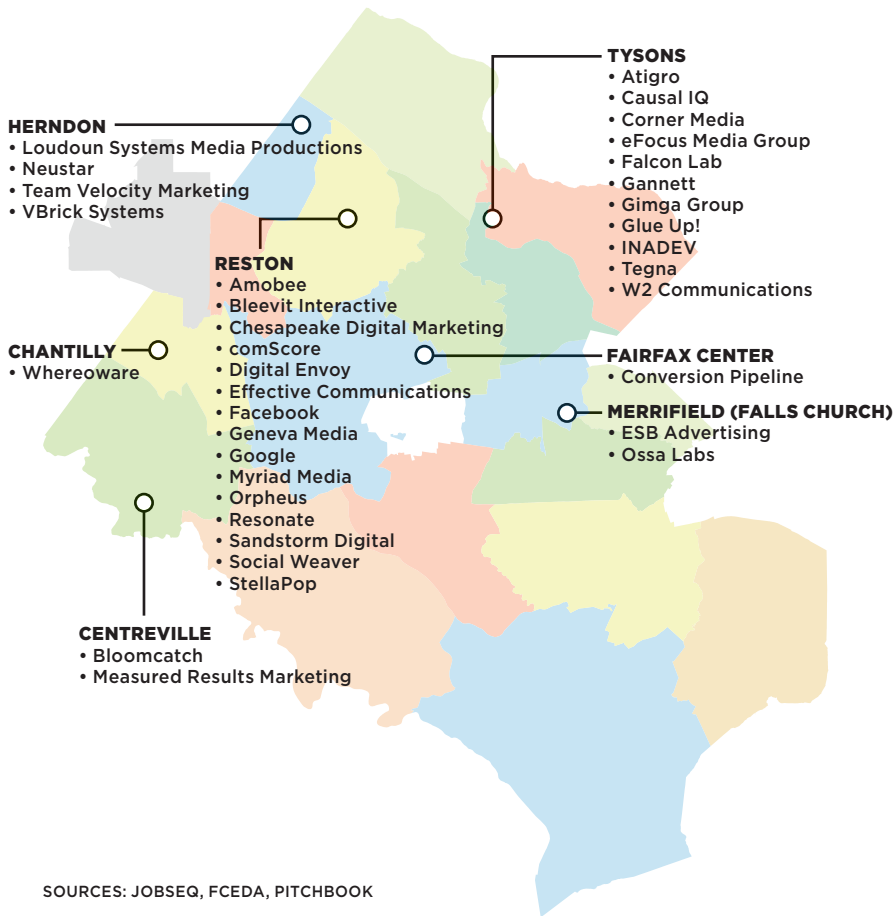 HERNDON
• Loudoun Systems Media Productions
• Neustar
• Team Velocity Marketing
• VBrick Systems
TYSONS
• Atigro
• Causal IQ
• Corner Media
• eFocus Media Group
• Falcon Lab
• Gannett
• Gimga Group
• Glue Up!
• INADEV
• Tegna
• W2 Communications
RESTON
• Amobee
• Bleevit Interactive
• Chesapeake Digital Marketing
• comScore
• Digital Envoy
• Effective Communications
• Facebook
• Geneva Media
• Google
• Myriad Media
• Orpheus
• Resonate
• Sandstorm Digital
• Social Weaver
• StellaPop
CHANTILLY
• Whereoware
FAIRFAX CENTER
• Conversion Pipeline
MERRIFIELD (FALLS CHURCH)
• ESB Advertising
• Ossa Labs
CENTREVILLE
• Bloomcatch
• Measured Results Marketing
SOURCES: JOBSEQ, FCEDA, PITCHBOOK